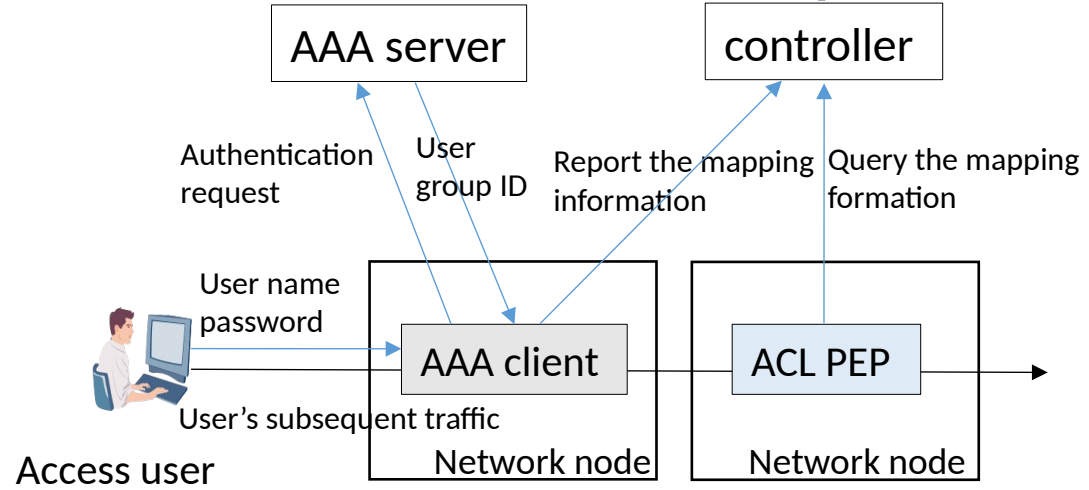 AAA server
controller
Authentication
request
User
group ID
Report the mapping
information
Query the mapping
formation
User name
password
AAA client
ACL PEP
User’s subsequent traffic
Network node
Network node
Access user